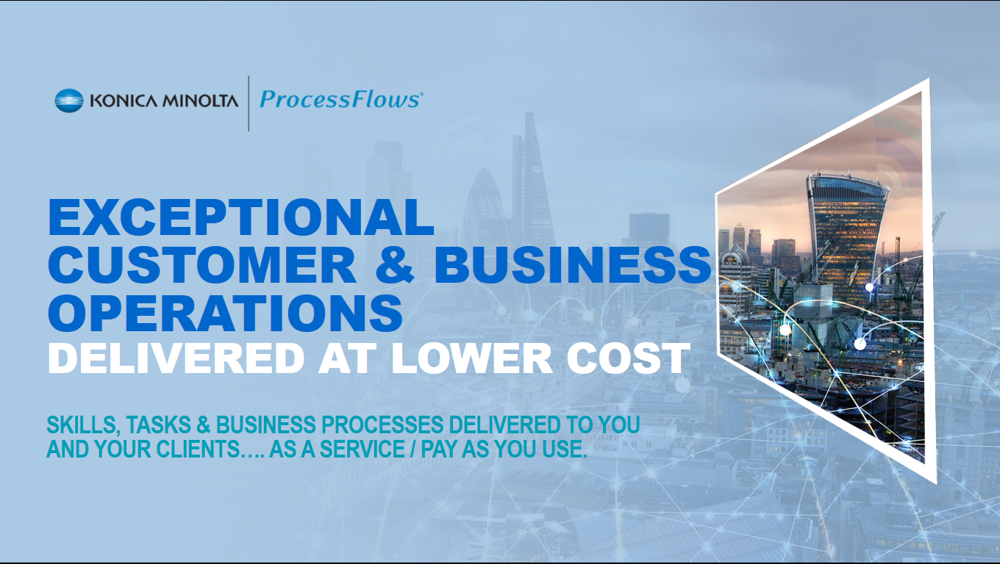 KONICA MINOLTA
ProcessFlows®
EXCEPTIONAL
CUSTOMER & BUSINESS
OPERATIONS
DELIVERED AT LOWER COST
SKILLS, TASKS & BUSINESS PROCESSES DELIVERED TO YOU
AND YOUR CLIENTS…. AS A SERVICE / PAY AS YOU USE.